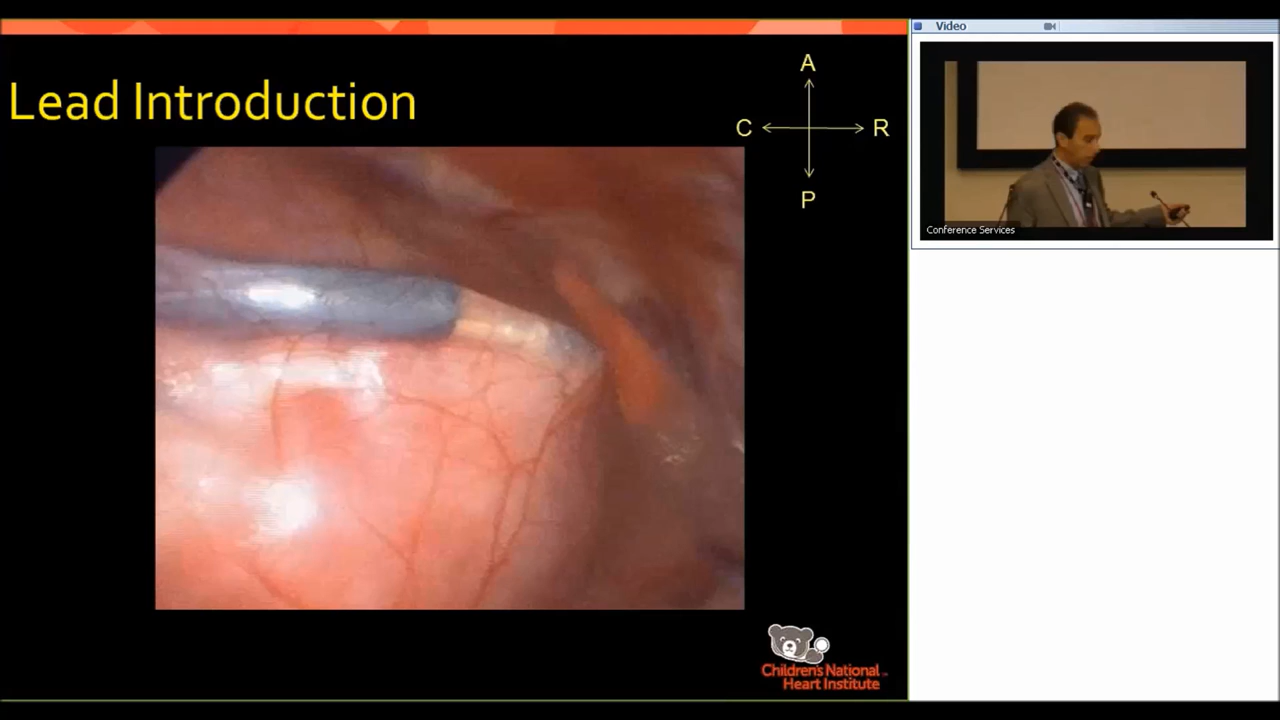 Lead Introduction
A
C R
P
Children's National
Heart Institute
Video
Conference Services